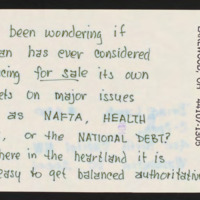 been wondering if
an has ever considered
cing for sale its own
ets on major issues
as NAFTA, HEALTH
, or the NATIONAL DEBT?
here in the heartland it is
easy to get balanced authoritative